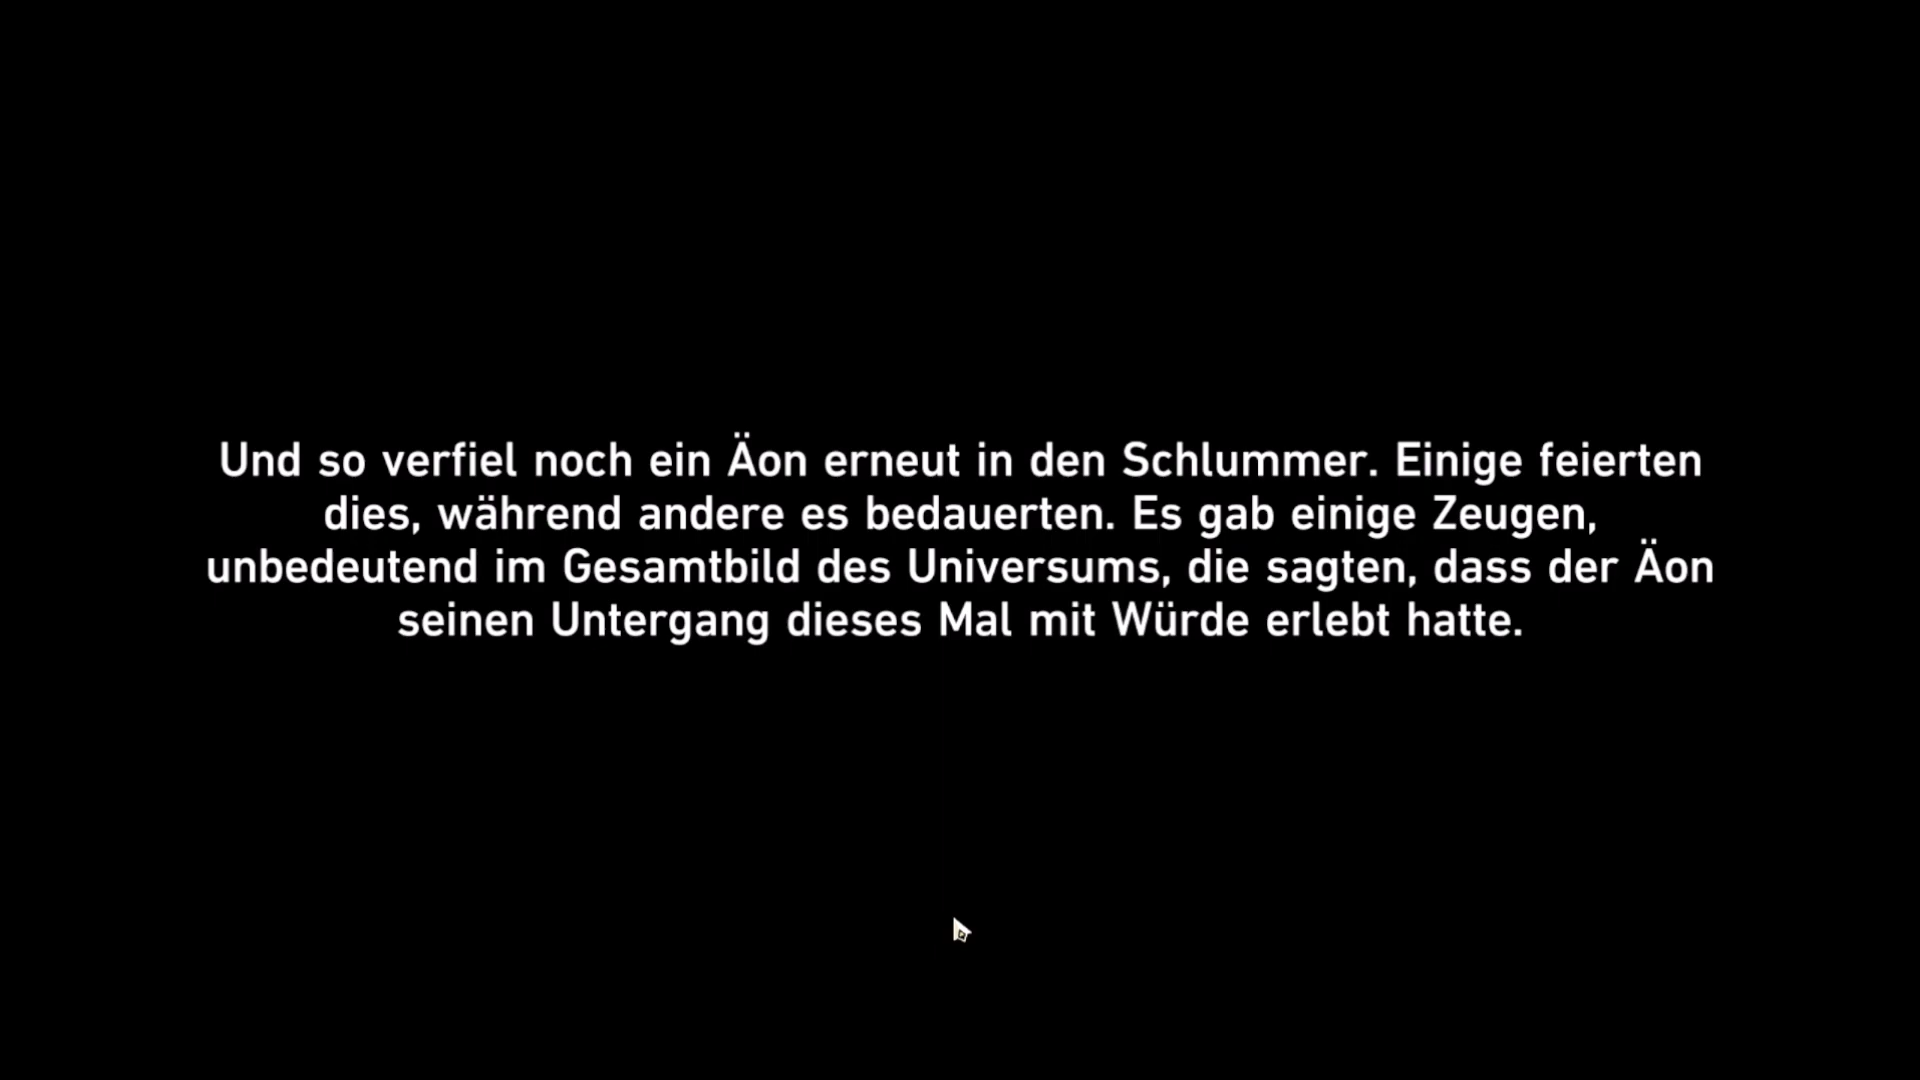 Und so verfiel noch ein Äon erneut in den Schlummer. Einige feierten
dies, während andere es bedauerten. Es gab einige Zeugen,
unbedeutend im Gesamtbild des Universums, die sagten, dass der Äon
seinen Untergang dieses Mal mit Würde erlebt hatte.